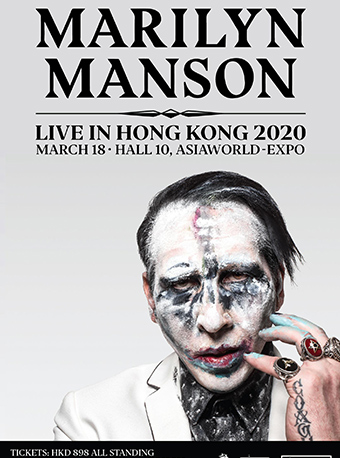 MARILYN
MANSON
LIVE IN HONG KONG 2020
MARCH 18 · HALL 10, ASIAWORLD-EXPO
TICKETS: HKD 898 ALL STANDING